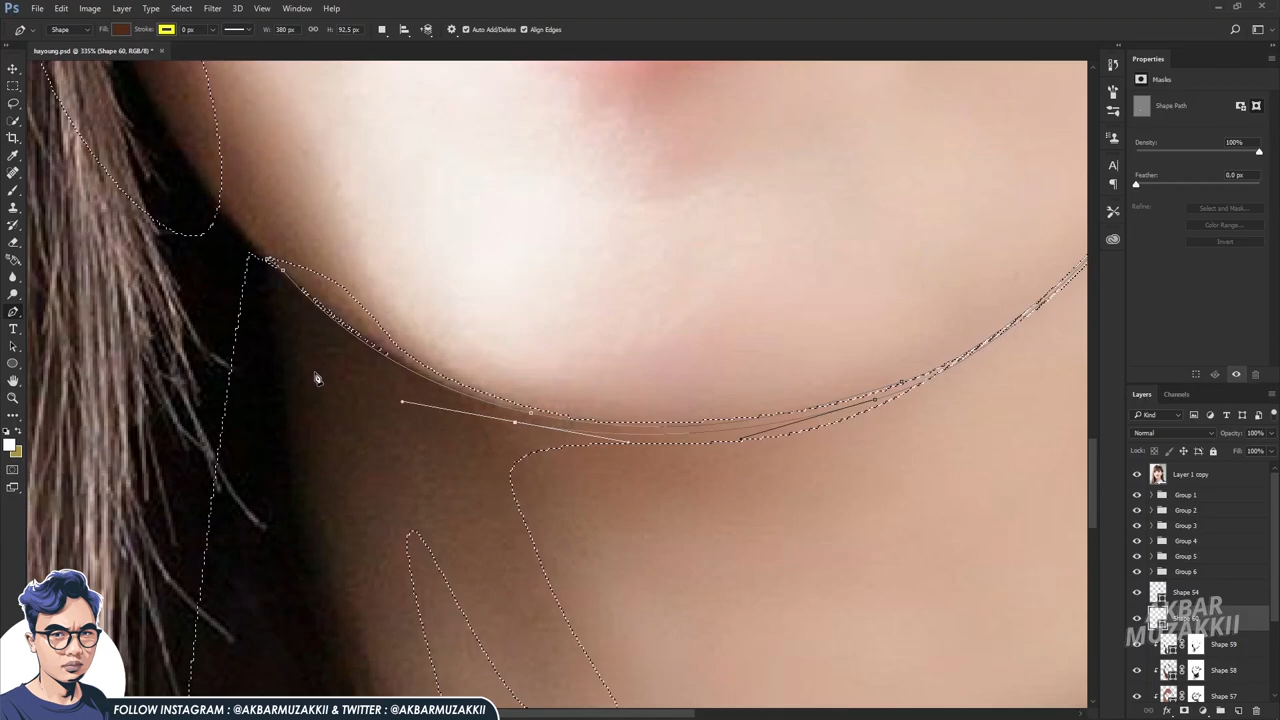 Ps File Edit Image Layer Type Select Filter 3D View Window Help
Shape Fill: Stroke: 0 px W: 380 px H: 92.5 px Auto Add/Delete Align Edges
hayoung.psd @ 335% (Shape 60, RGB/8) *
Properties
Masks
Shape Path
Density: 100%
Feather: 0.0 px
Refine: Select and Mask...
Color Range...
Invert
Layers Channels
Kind
Normal Opacity: 100%
Lock: Fill: 100%
Layer 1 copy
Group 1
Group 2
Group 3
Group 4
Group 5
Group 6
Shape 54
Shape 60
Shape 59
Shape 58
Shape 57
AKBAR
MUZAKKII
FOLLOW INSTAGRAM : @AKBARMUZAKKII & TWITTER : @AKBARMUZAKKII